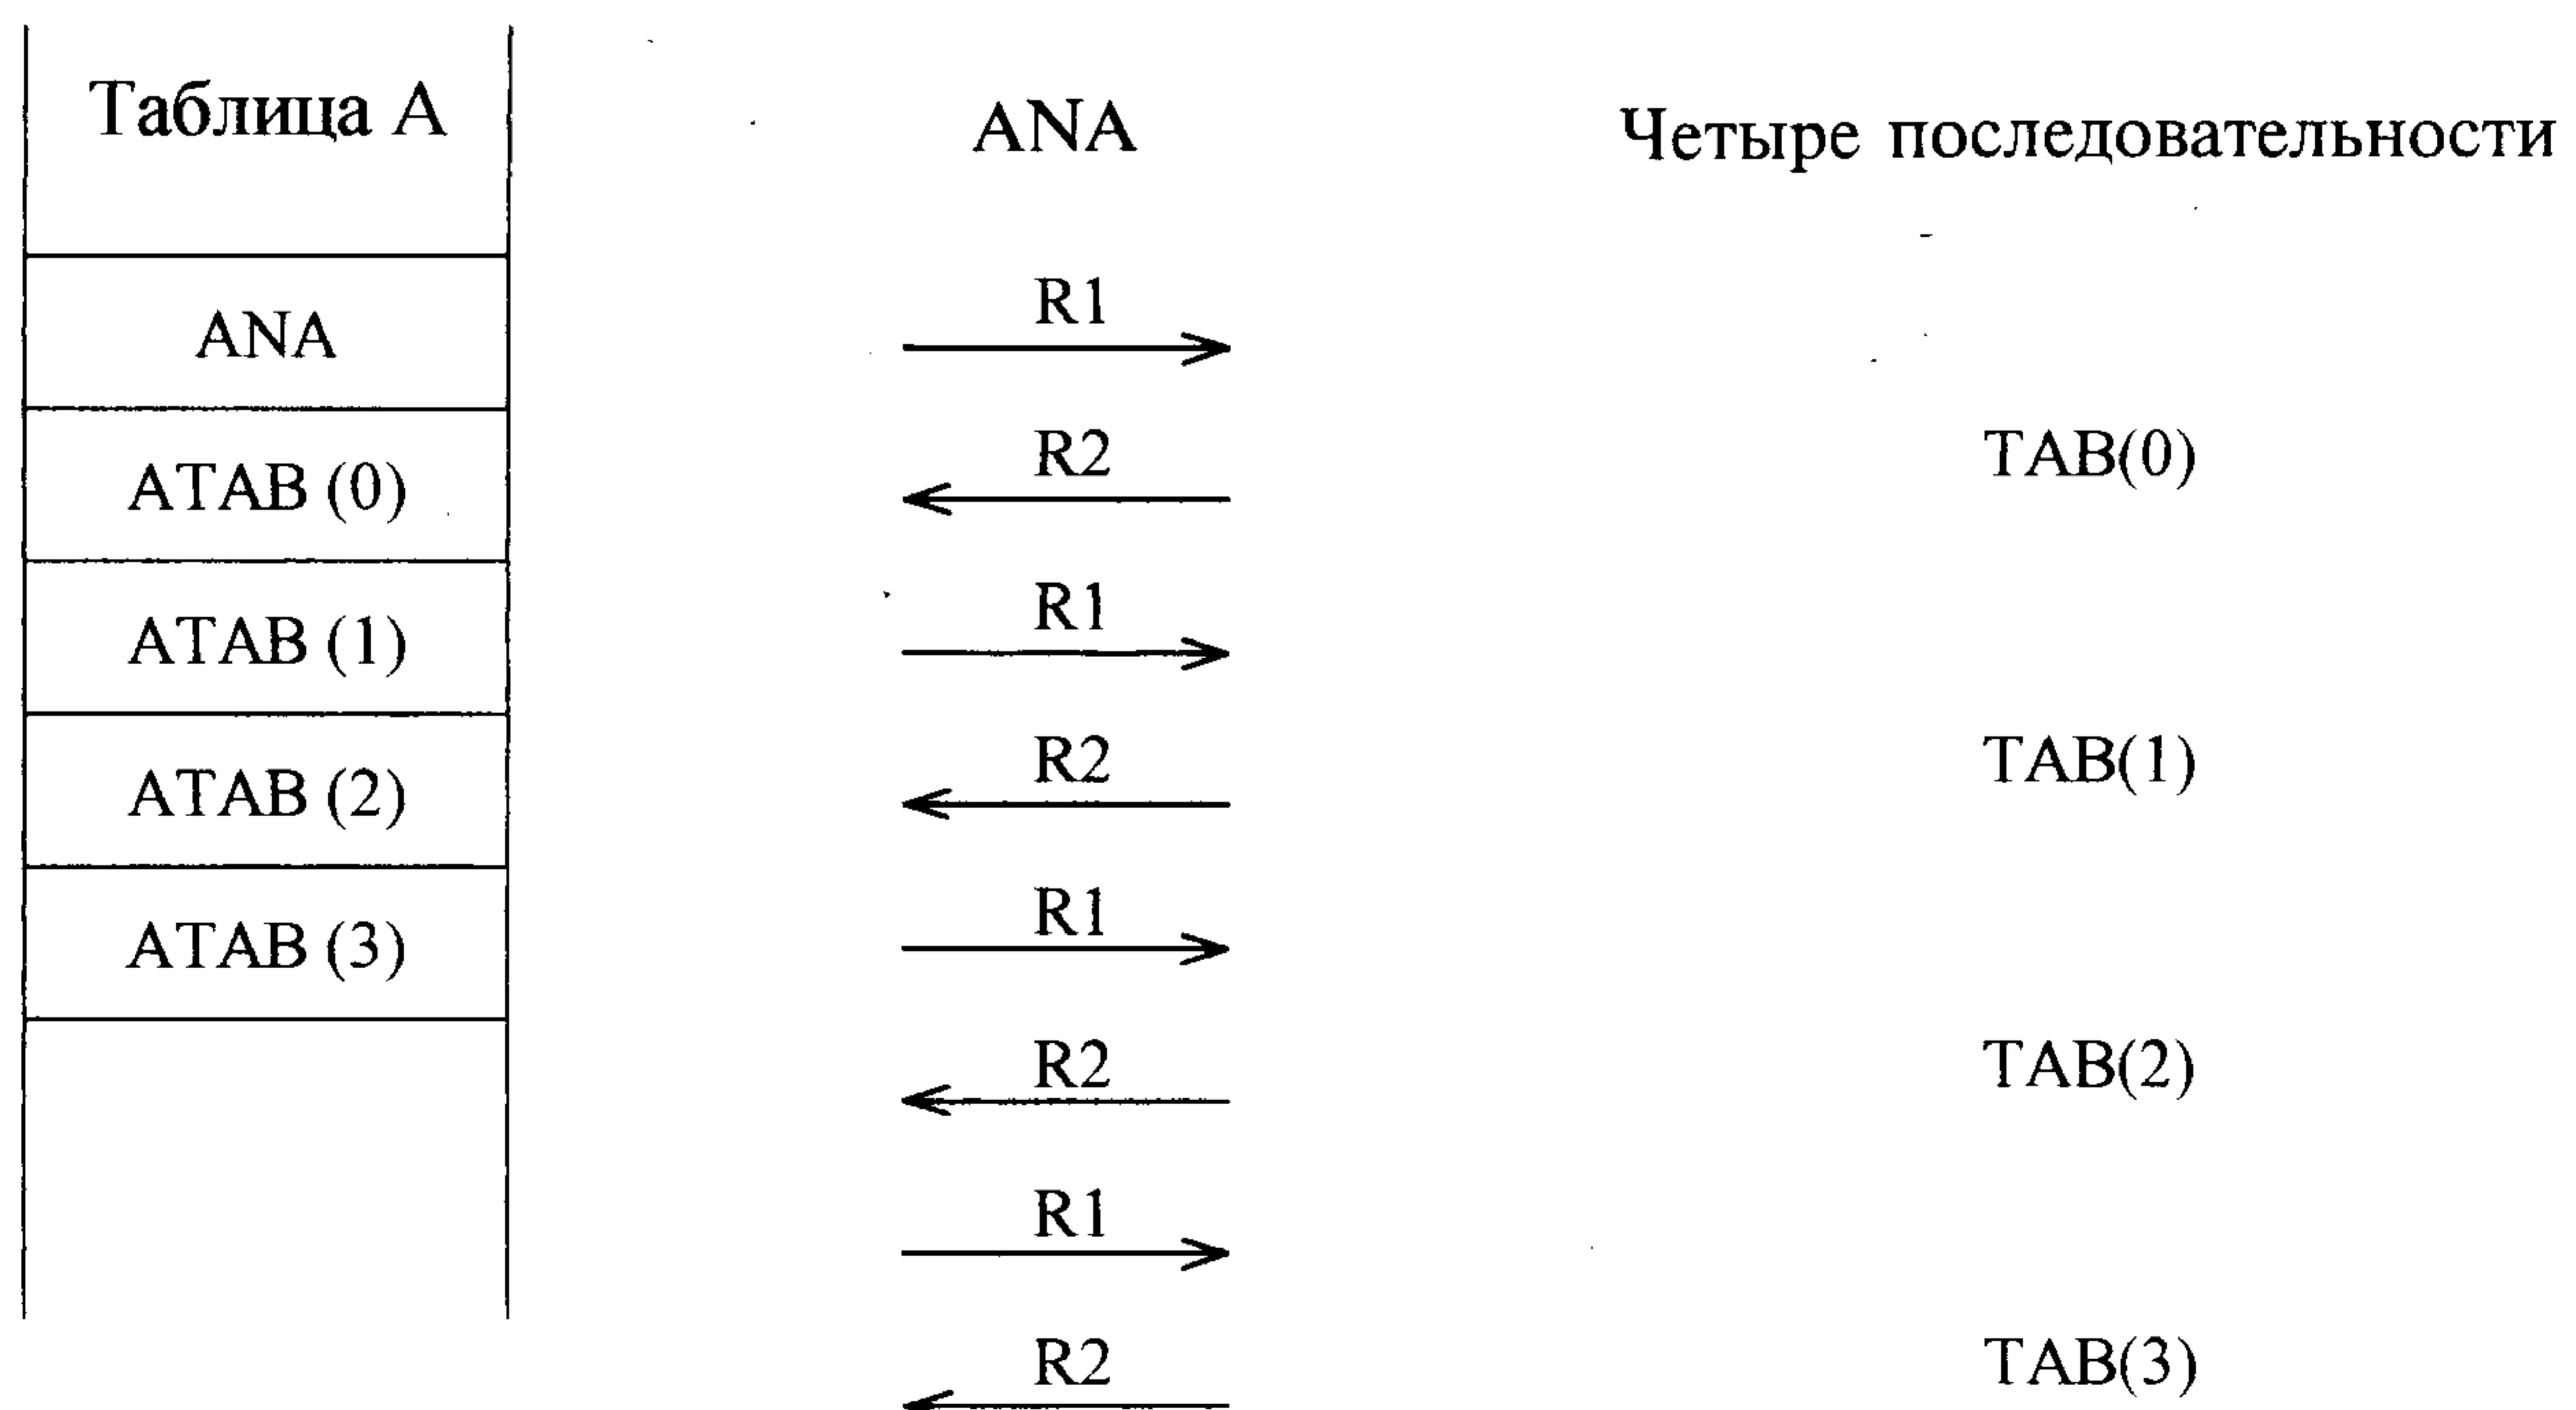 Таблица А
ANA
Четыре последовательности
R1
ANA
R2
TAB(0)
ATAB (0)
R1
ATAB (1)
R2
TAB(1)
ATAB (2)
R1
ATAB (3)
R2
TAB(2)
R1
R2
TAB(3)